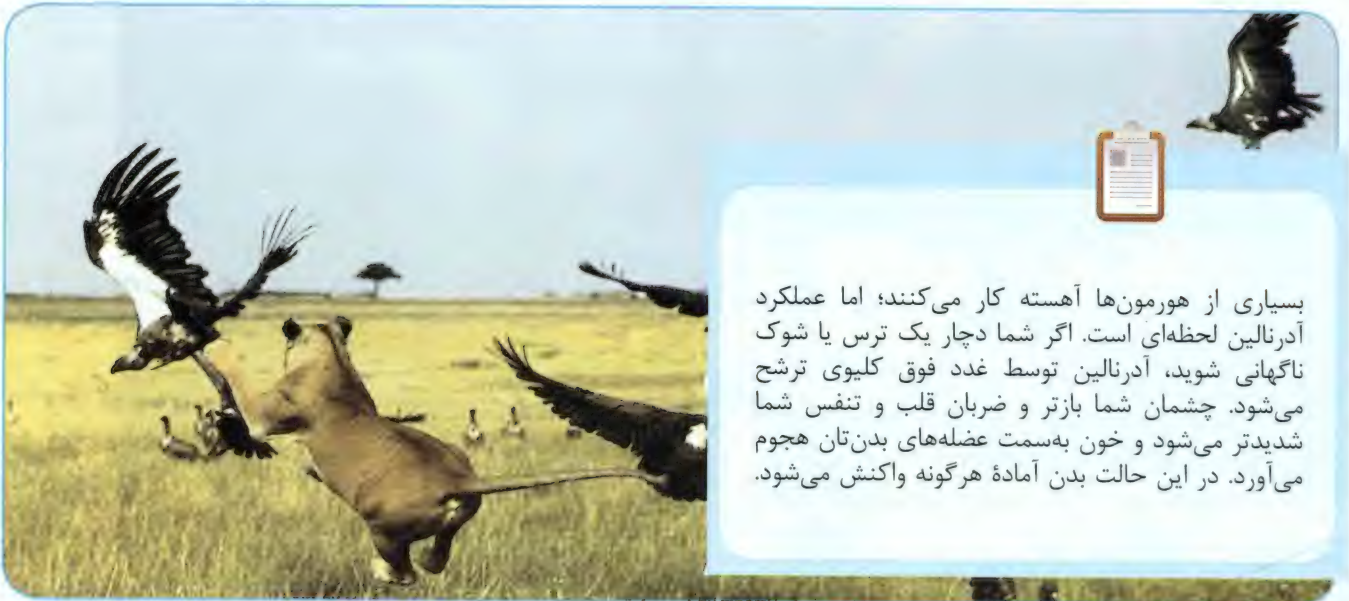 بسیاری از هورمون‌ها آهسته کار می‌کنند؛ اما عملکرد
آدرنالین لحظه‌ای است. اگر شما دچار یک ترس یا شوک
ناگهانی شوید، آدرنالین توسط غدد فوق کلیوی ترشح
می‌شود. چشمان شما بازتر و ضربان قلب و تنفس شما
شدیدتر می‌شود و خون به‌سمت عضله‌های بدن‌تان هجوم
می‌آورد. در این حالت بدن آمادهٔ هرگونه واکنش می‌شود.